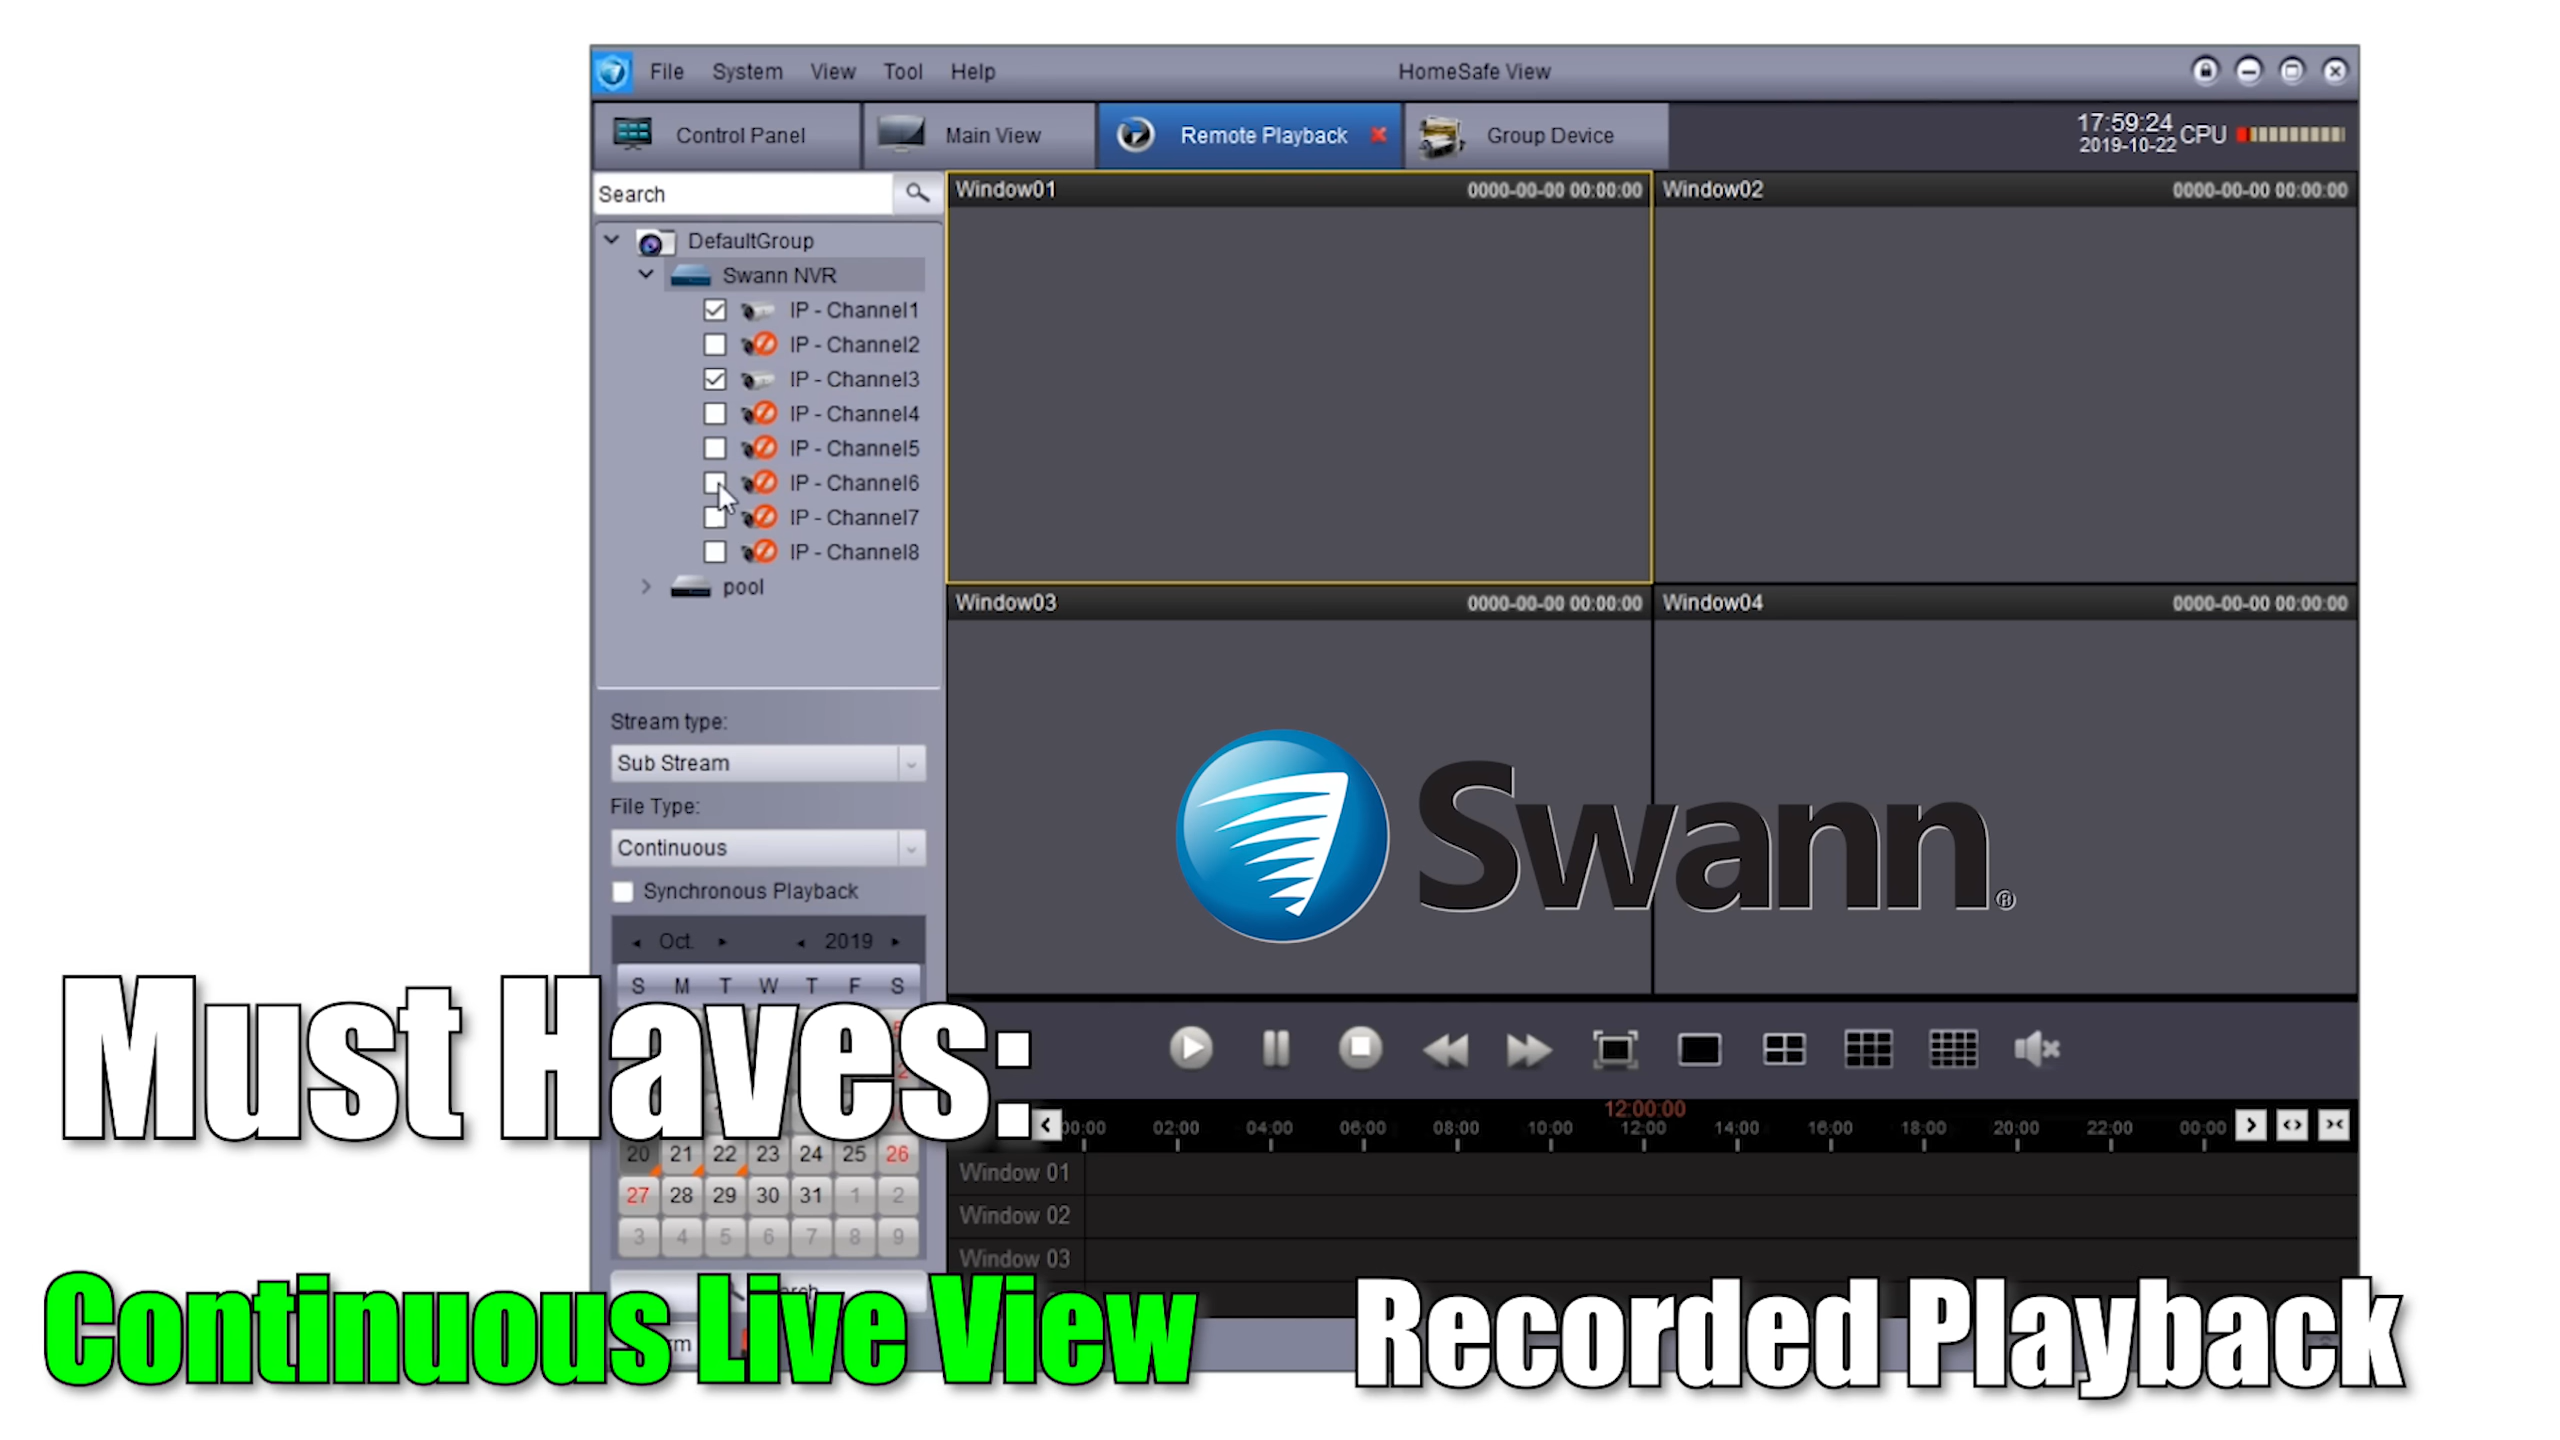 File System View Tool Help HomeSafe View
Control Panel Main View Remote Playback Group Device 17:59:24 2019-10-22 CPU
Search
DefaultGroup
Swann NVR
IP - Channel1
IP - Channel2
IP - Channel3
IP - Channel4
IP - Channel5
IP - Channel6
IP - Channel7
IP - Channel8
pool
Window01 0000-00-00 00:00:00
Window02 0000-00-00 00:00:00
Window03 0000-00-00 00:00:00
Window04 0000-00-00 00:00:00
Swann®
Stream type:
Sub Stream
File Type:
Continuous
Synchronous Playback
Oct. 2019
S M T W T F S
20 21 22 23 24 25 26
27 28 29 30 31 1 2
3 4 5 6 7 8 9
Must Haves:
12:00:00
00:00 02:00 04:00 06:00 08:00 10:00 12:00 14:00 16:00 18:00 20:00 22:00 00:00
Window 01
Window 02
Window 03
Continuous Live View
Recorded Playback